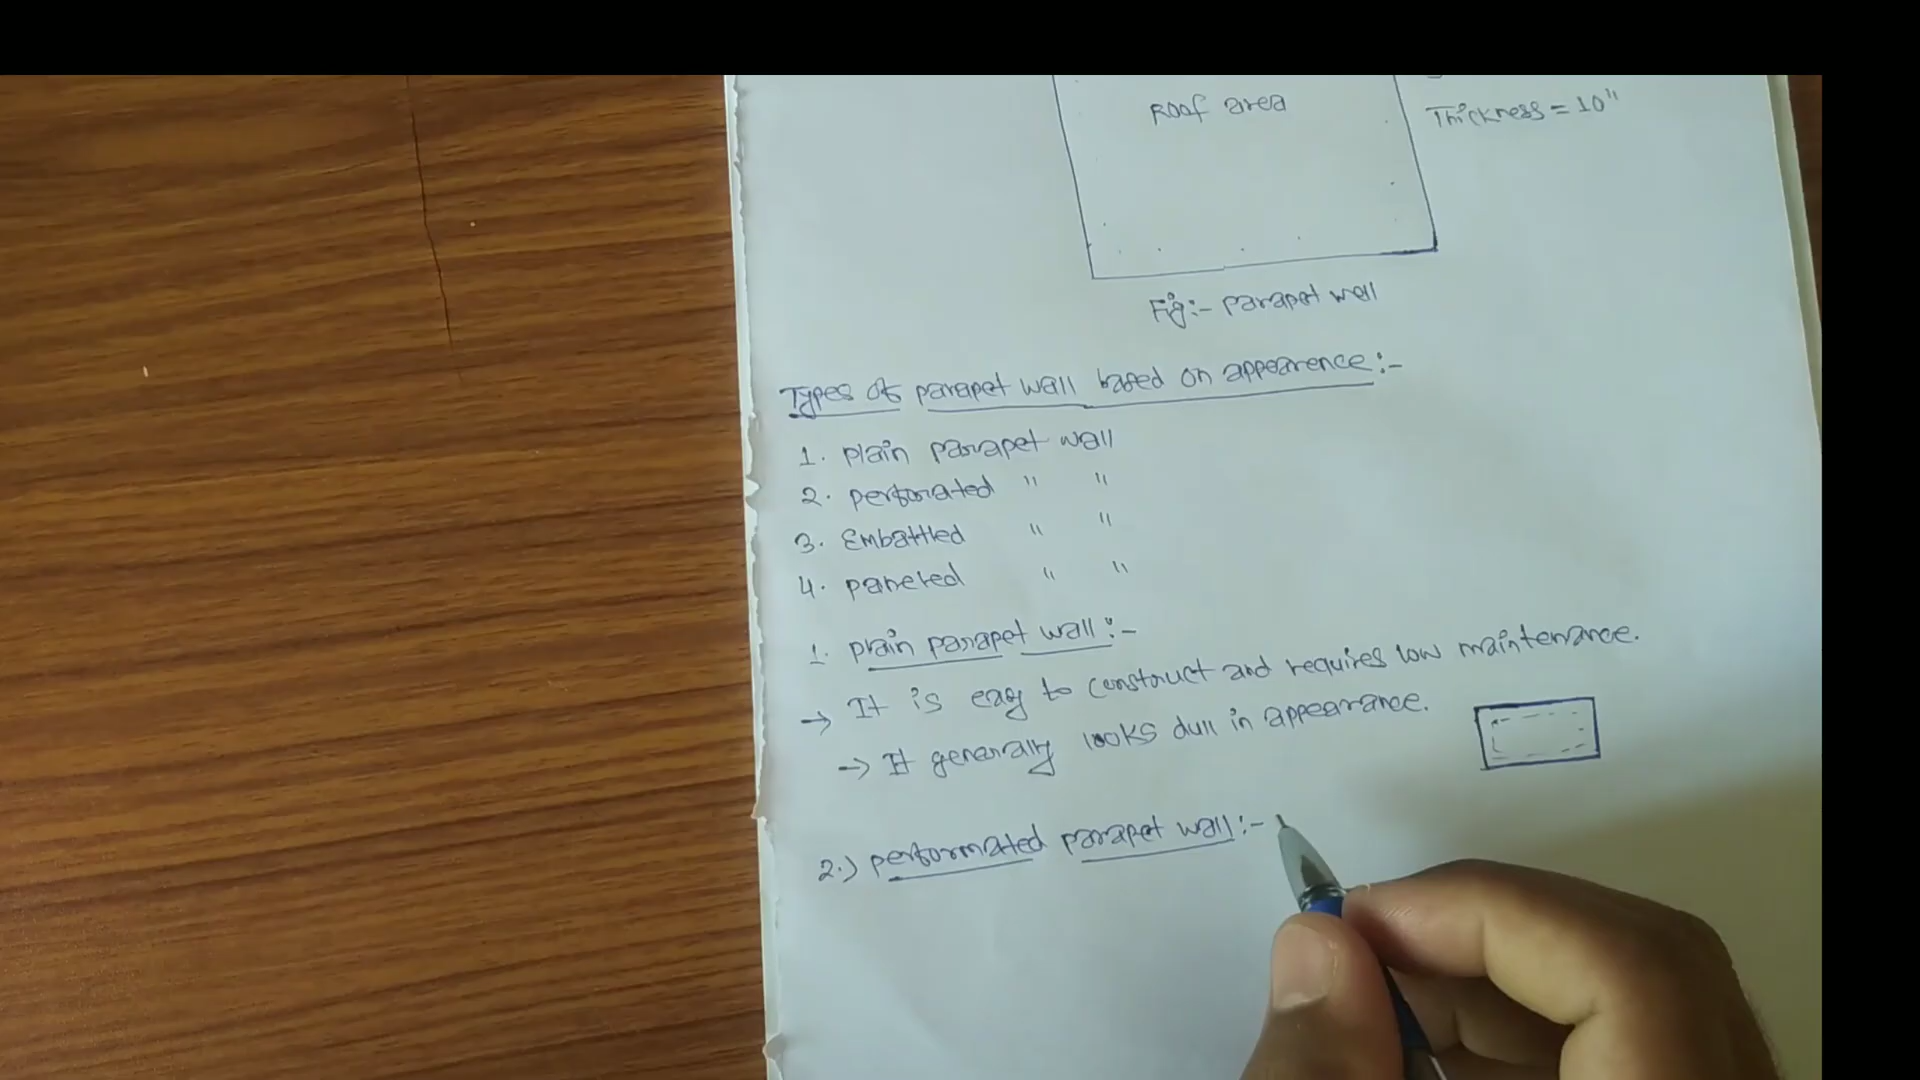 Roof area
Thickness = 10"
Fig:- parapet wall
Types of parapet wall based on appearence:-
1. plain parapet wall
2. perforated " "
3. Embattled " "
4. paneled " "
1. plain parapet wall:-
→ It is easy to construct and requires low maintenance.
→ It generally looks dull in appearance.
2.) performated parapet wall:-